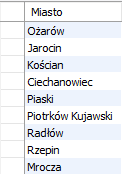 Miasto
Ożarów
Jarocin
Kościan
Ciechanowiec
Piaski
Piotrków Kujawski
Radłów
Rzepin
Mrocza